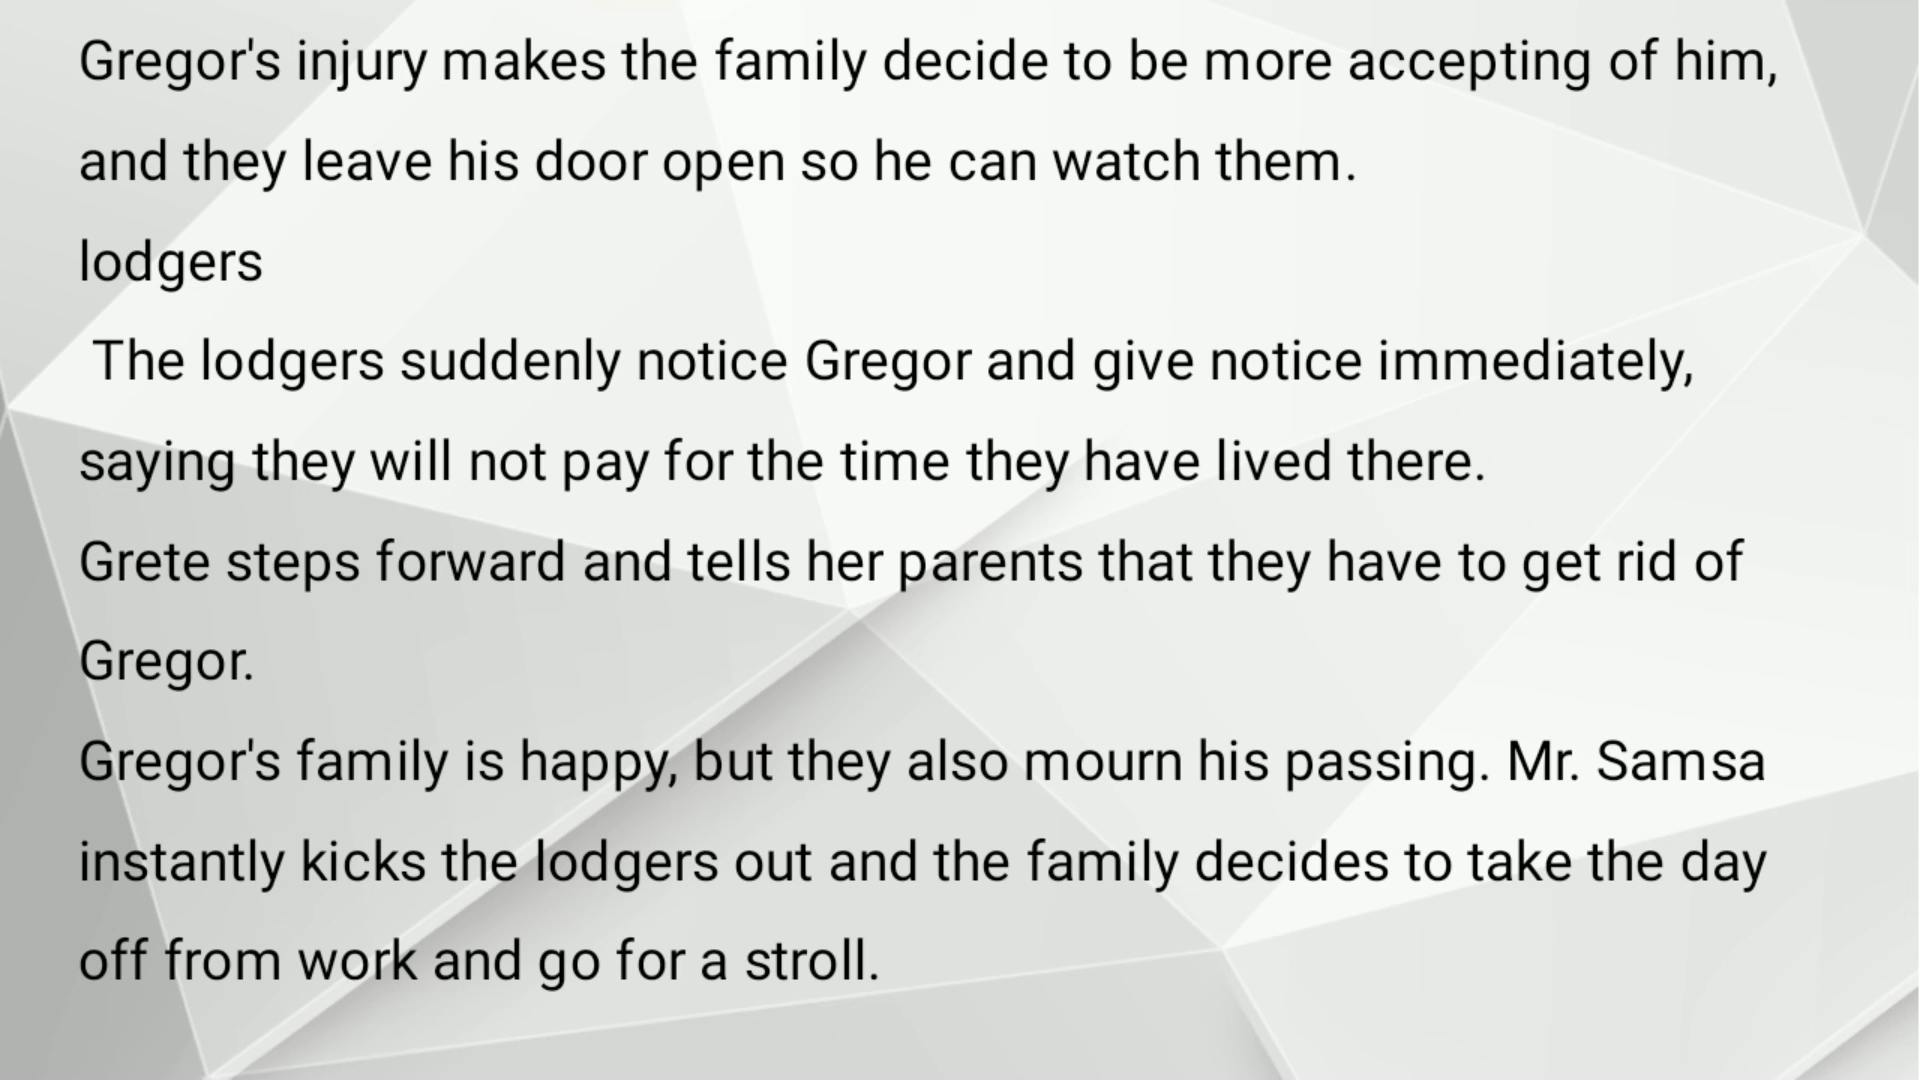 Gregor's injury makes the family decide to be more accepting of him,
and they leave his door open so he can watch them.
lodgers
The lodgers suddenly notice Gregor and give notice immediately,
saying they will not pay for the time they have lived there.
Grete steps forward and tells her parents that they have to get rid of
Gregor.
Gregor's family is happy, but they also mourn his passing. Mr. Samsa
instantly kicks the lodgers out and the family decides to take the day
off from work and go for a stroll.